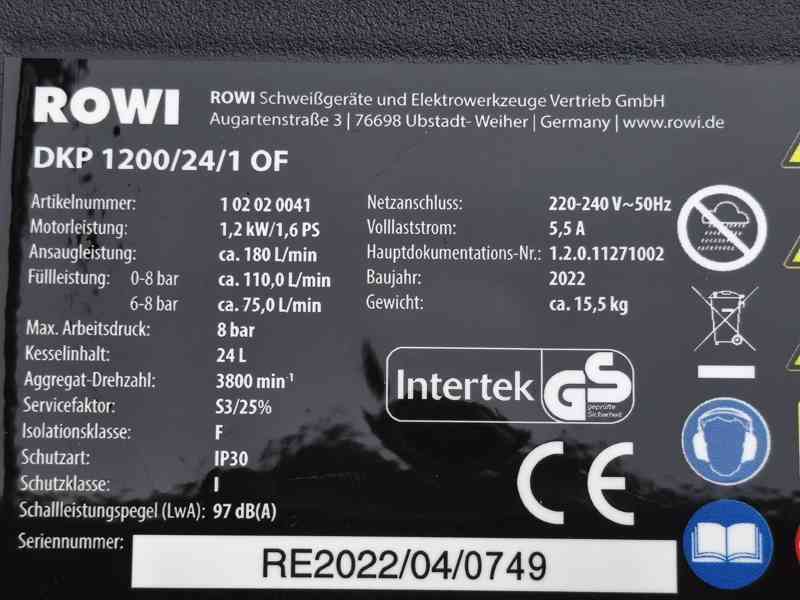 ROWI
ROWI Schweißgeräte und Elektrowerkzeuge Vertrieb GmbH
Augartenstraße 3 | 76698 Ubstadt- Weiher | Germany | www.rowi.de
DKP 1200/24/1 OF
Artikelnummer: 1 02 02 0041
Motorleistung: 1,2 kW/1,6 PS
Ansaugleistung: ca. 180 L/min
Füllleistung: 0-8 bar ca. 110,0 L/min
6-8 bar ca. 75,0 L/min
Max. Arbeitsdruck: 8 bar
Kesselinhalt: 24 L
Aggregat-Drehzahl: 3800 min⁻¹
Servicefaktor: S3/25%
Isolationsklasse: F
Schutzart: IP30
Schutzklasse: I
Schallleistungspegel (LwA): 97 dB(A)
Netzanschluss: 220-240 V~50Hz
Volllaststrom: 5,5 A
Hauptdokumentations-Nr.: 1.2.0.11271002
Baujahr: 2022
Gewicht: ca. 15,5 kg
Intertek GS
geprüfte
Sicherheit
CE
Seriennummer: RE2022/04/0749